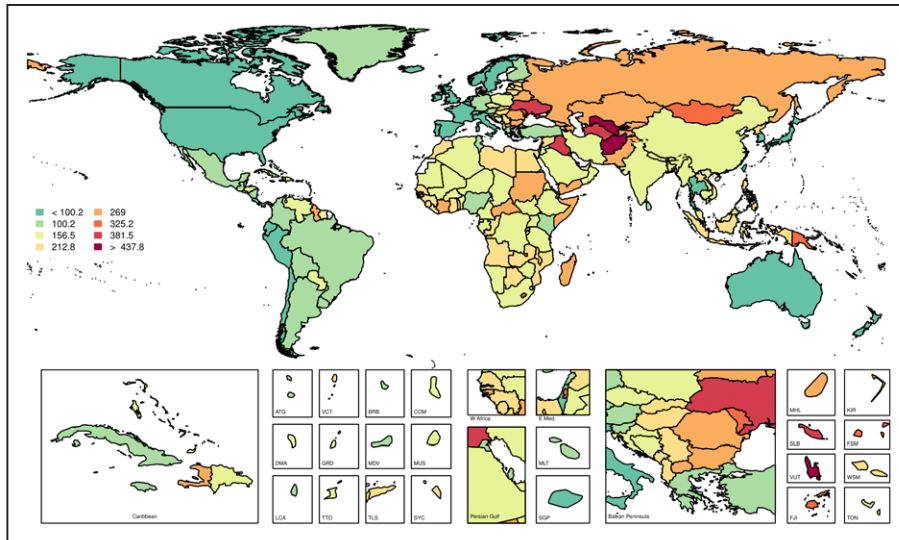 < 100.2 269
100.2 325.2
156.5 381.5
212.8 > 437.8
Caribbean
ATG VCT BRB COM
DMA GRD MDV MUS
LCA TTO TLS SYC
W Africa E Med.
Persian Gulf
MLT
SGP
Balkan Peninsula
MHL KIR
SLB FSM
VUT WSM
FJI TON